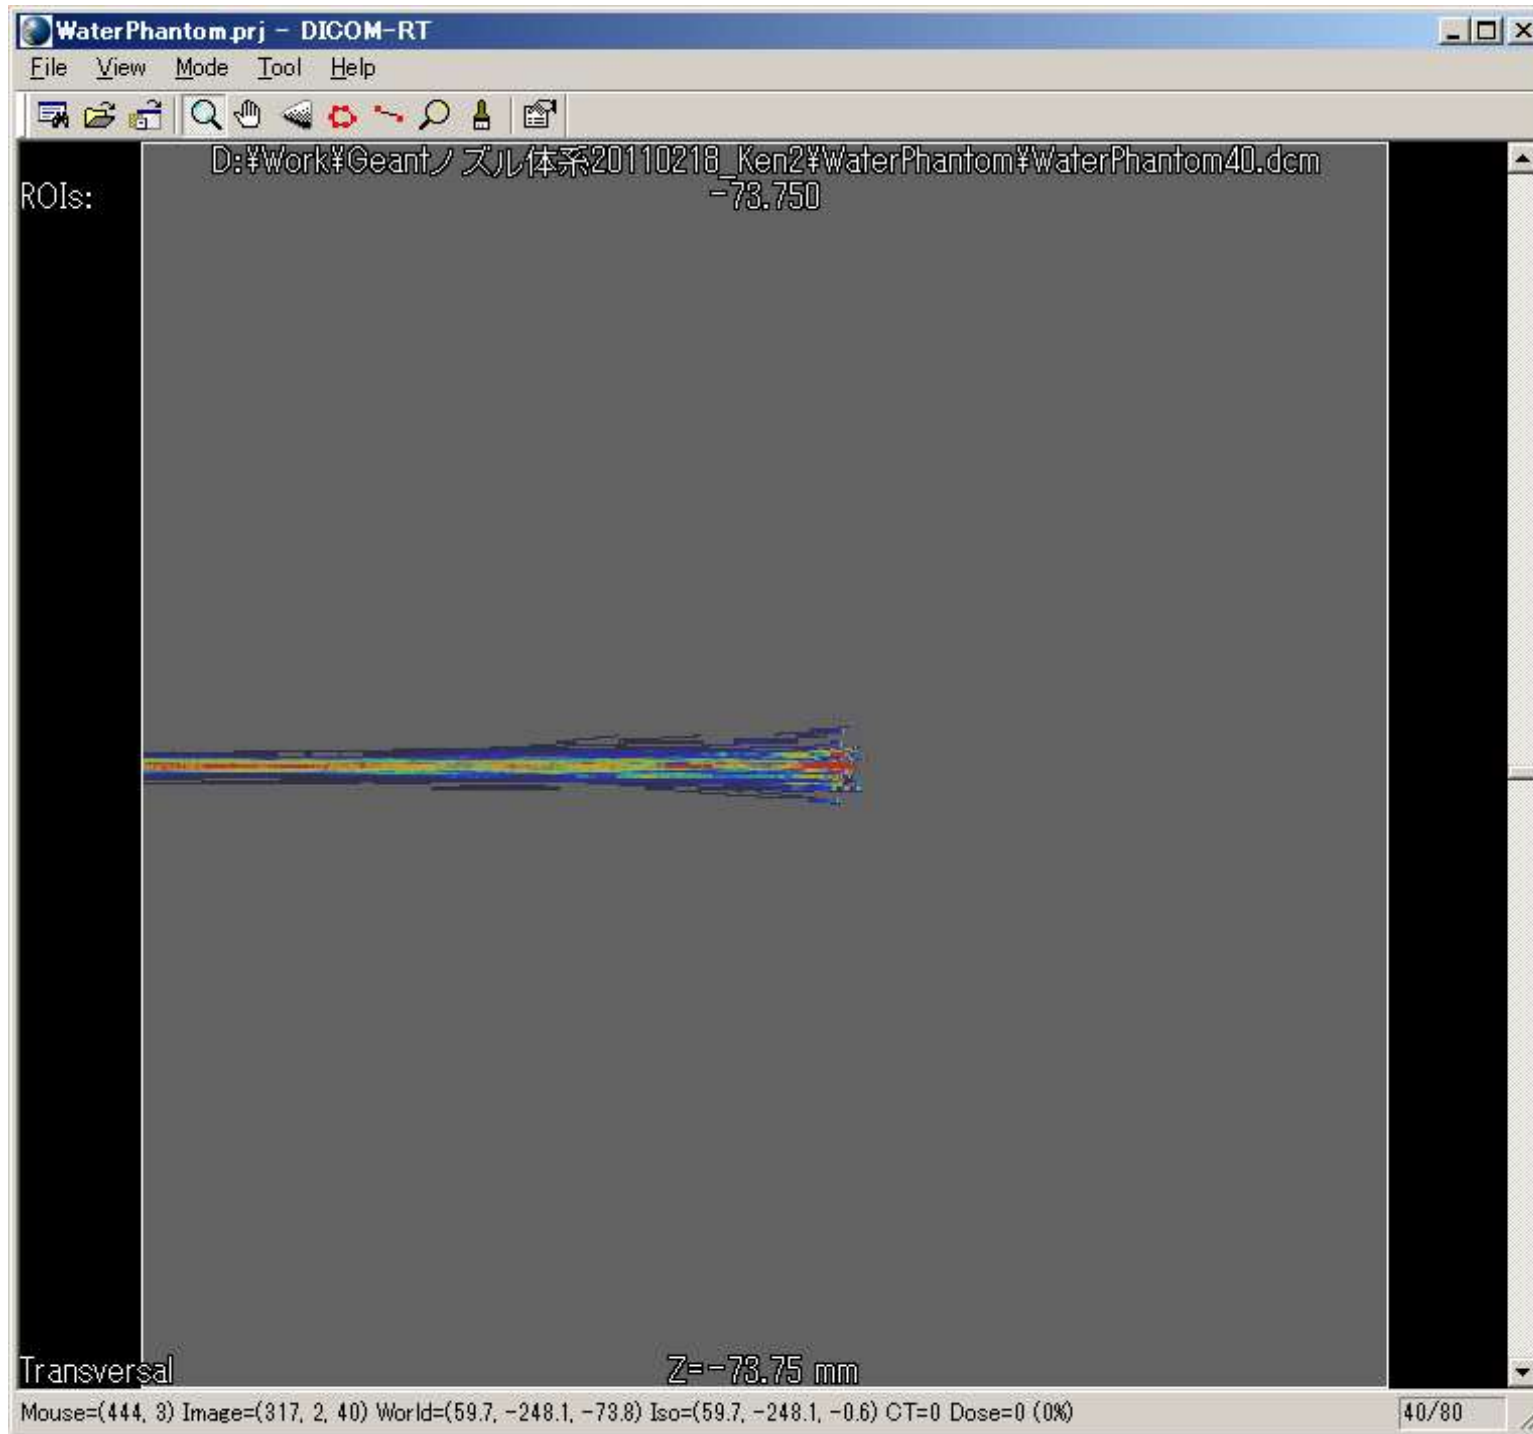 WaterPhantom.prj - DICOM-RT
File View Mode Tool Help
D:¥Work¥Geantノズル体系20110218_Ken2¥WaterPhantom¥WaterPhantom40.dcm
-73.750
ROIs:
Transversal
Z=-73.75 mm
Mouse=(444, 3) Image=(317, 2, 40) World=(59.7, -248.1, -73.8) Iso=(59.7, -248.1, -0.6) CT=0 Dose=0 (0%)
40/80